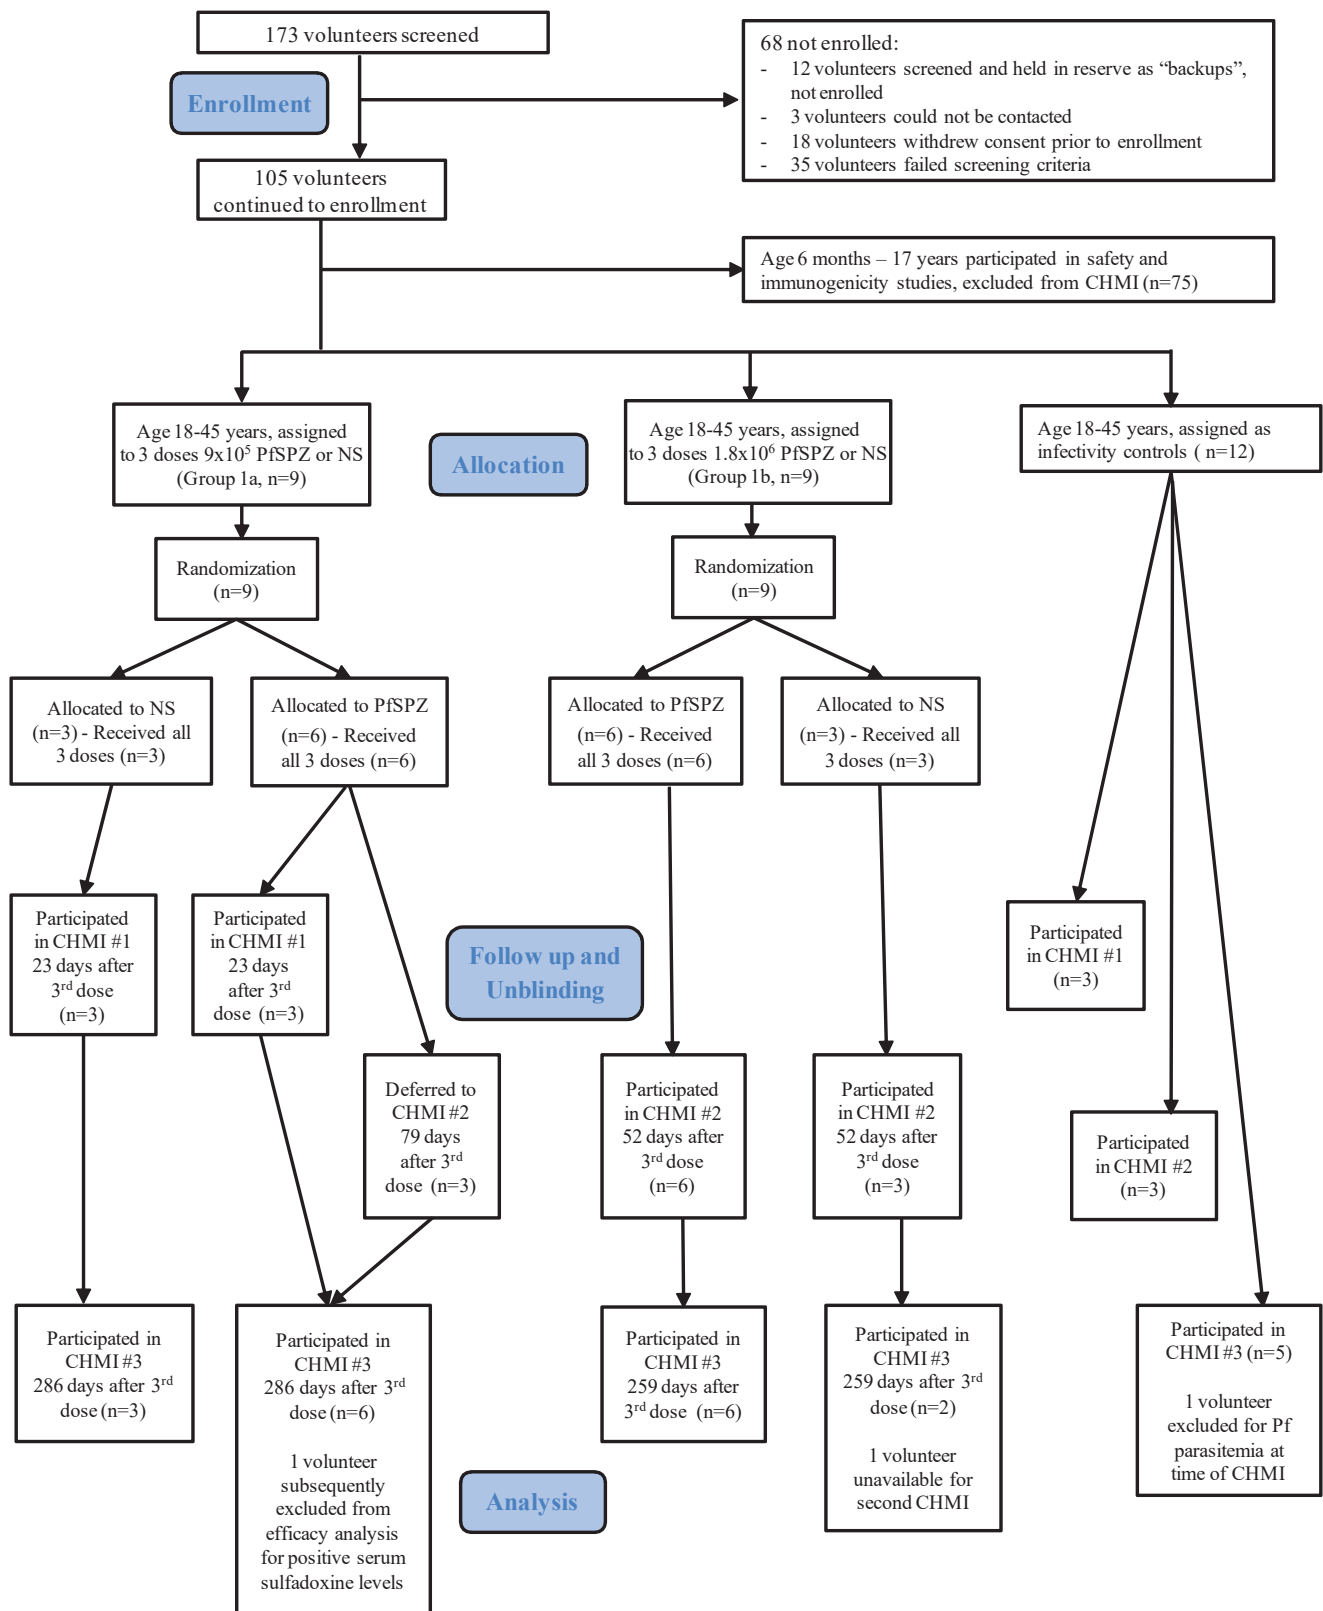 173 volunteers screened
68 not enrolled:
- 12 volunteers screened and held in reserve as “backups”,
not enrolled
- 3 volunteers could not be contacted
- 18 volunteers withdrew consent prior to enrollment
- 35 volunteers failed screening criteria
Enrollment
105 volunteers
continued to enrollment
Age 6 months – 17 years participated in safety and
immunogenicity studies, excluded from CHMI (n=75)
Age 18-45 years, assigned
to 3 doses 9x10⁵ PfSPZ or NS
(Group 1a, n=9)
Allocation
Age 18-45 years, assigned
to 3 doses 1.8x10⁶ PfSPZ or NS
(Group 1b, n=9)
Age 18-45 years, assigned as
infectivity controls ( n=12)
Randomization
(n=9)
Randomization
(n=9)
Allocated to NS
(n=3) - Received all
3 doses (n=3)
Allocated to PfSPZ
(n=6) - Received
all 3 doses (n=6)
Allocated to PfSPZ
(n=6) - Received
all 3 doses (n=6)
Allocated to NS
(n=3) - Received all
3 doses (n=3)
Participated
in CHMI #1
23 days after
3rd dose
(n=3)
Participated
in CHMI #1
23 days
after 3rd
dose (n=3)
Follow up and
Unblinding
Participated
in CHMI #1
(n=3)
Deferred to
CHMI #2
79 days
after 3rd
dose (n=3)
Participated
in CHMI #2
52 days after
3rd dose
(n=6)
Participated
in CHMI #2
52 days after
3rd dose
(n=3)
Participated
in CHMI #2
(n=3)
Participated in
CHMI #3
286 days after 3rd
dose (n=3)
Participated in
CHMI #3
286 days after 3rd
dose (n=6)
1 volunteer
subsequently
excluded from
efficacy analysis
for positive serum
sulfadoxine levels
Analysis
Participated in
CHMI #3
259 days after
3rd dose (n=6)
Participated in
CHMI #3
259 days after 3rd
dose (n=2)
1 volunteer
unavailable for
second CHMI
Participated in
CHMI #3 (n=5)
1 volunteer
excluded for Pf
parasitemia at
time of CHMI